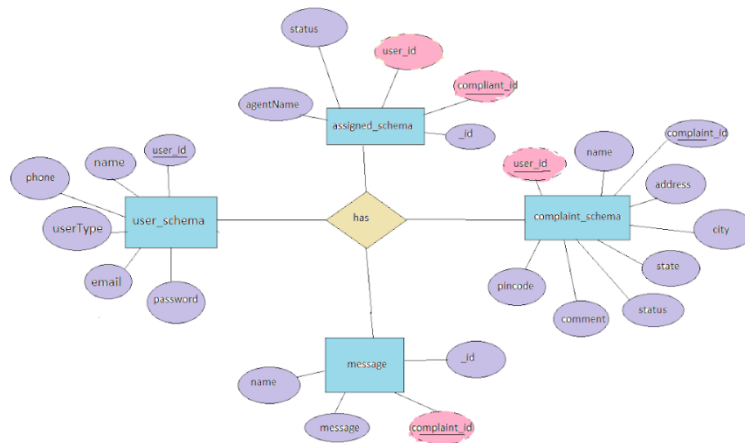 status
user_id
compliant_id
agentName
assigned_schema
_id
name
user_id
phone
user_schema
userType
email
password
has
user_id
name
complaint_id
address
complaint_schema
city
state
pincode
comment
status
message
_id
name
message
complaint_id